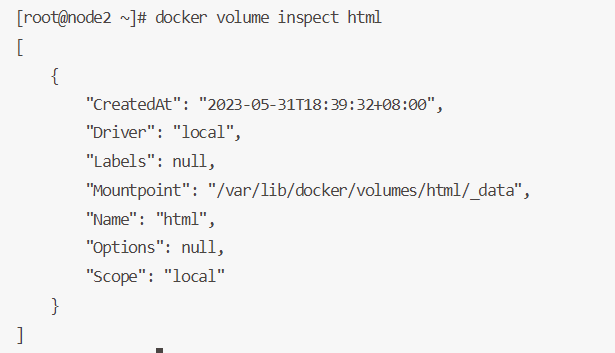 [root@node2 ~]# docker volume inspect html
[
    {
        "CreatedAt": "2023-05-31T18:39:32+08:00",
        "Driver": "local",
        "Labels": null,
        "Mountpoint": "/var/lib/docker/volumes/html/_data",
        "Name": "html",
        "Options": null,
        "Scope": "local"
    }
]